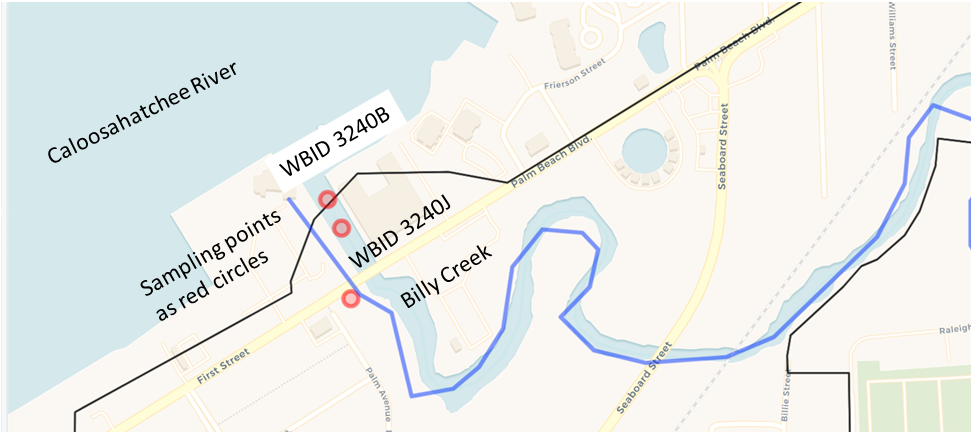 Palm Beach Blvd.
Williams Street
Frierson Street
Caloosahatchee River
WBID 3240B
Seaboard Street
Palm Beach Blvd.
Sampling points
as red circles
WBID 3240J
Billy Creek
Raleigh
First Street
Palm Avenue
Seaboard Street
Billie Street